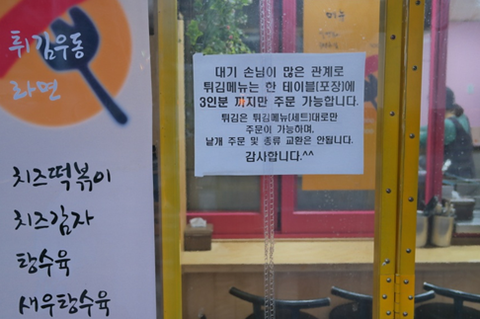 튀김우동
라면
치즈떡볶이
치즈김자
탕수육
새우탕수육
대기 손님이 많은 관계로
튀김메뉴는 한 테이블(포장)에
3인분 까지만 주문 가능합니다.
튀김은 튀김메뉴(세트)대로만
주문이 가능하며,
낱개 주문 및 종류 교환은 안됩니다.
감사합니다.^^